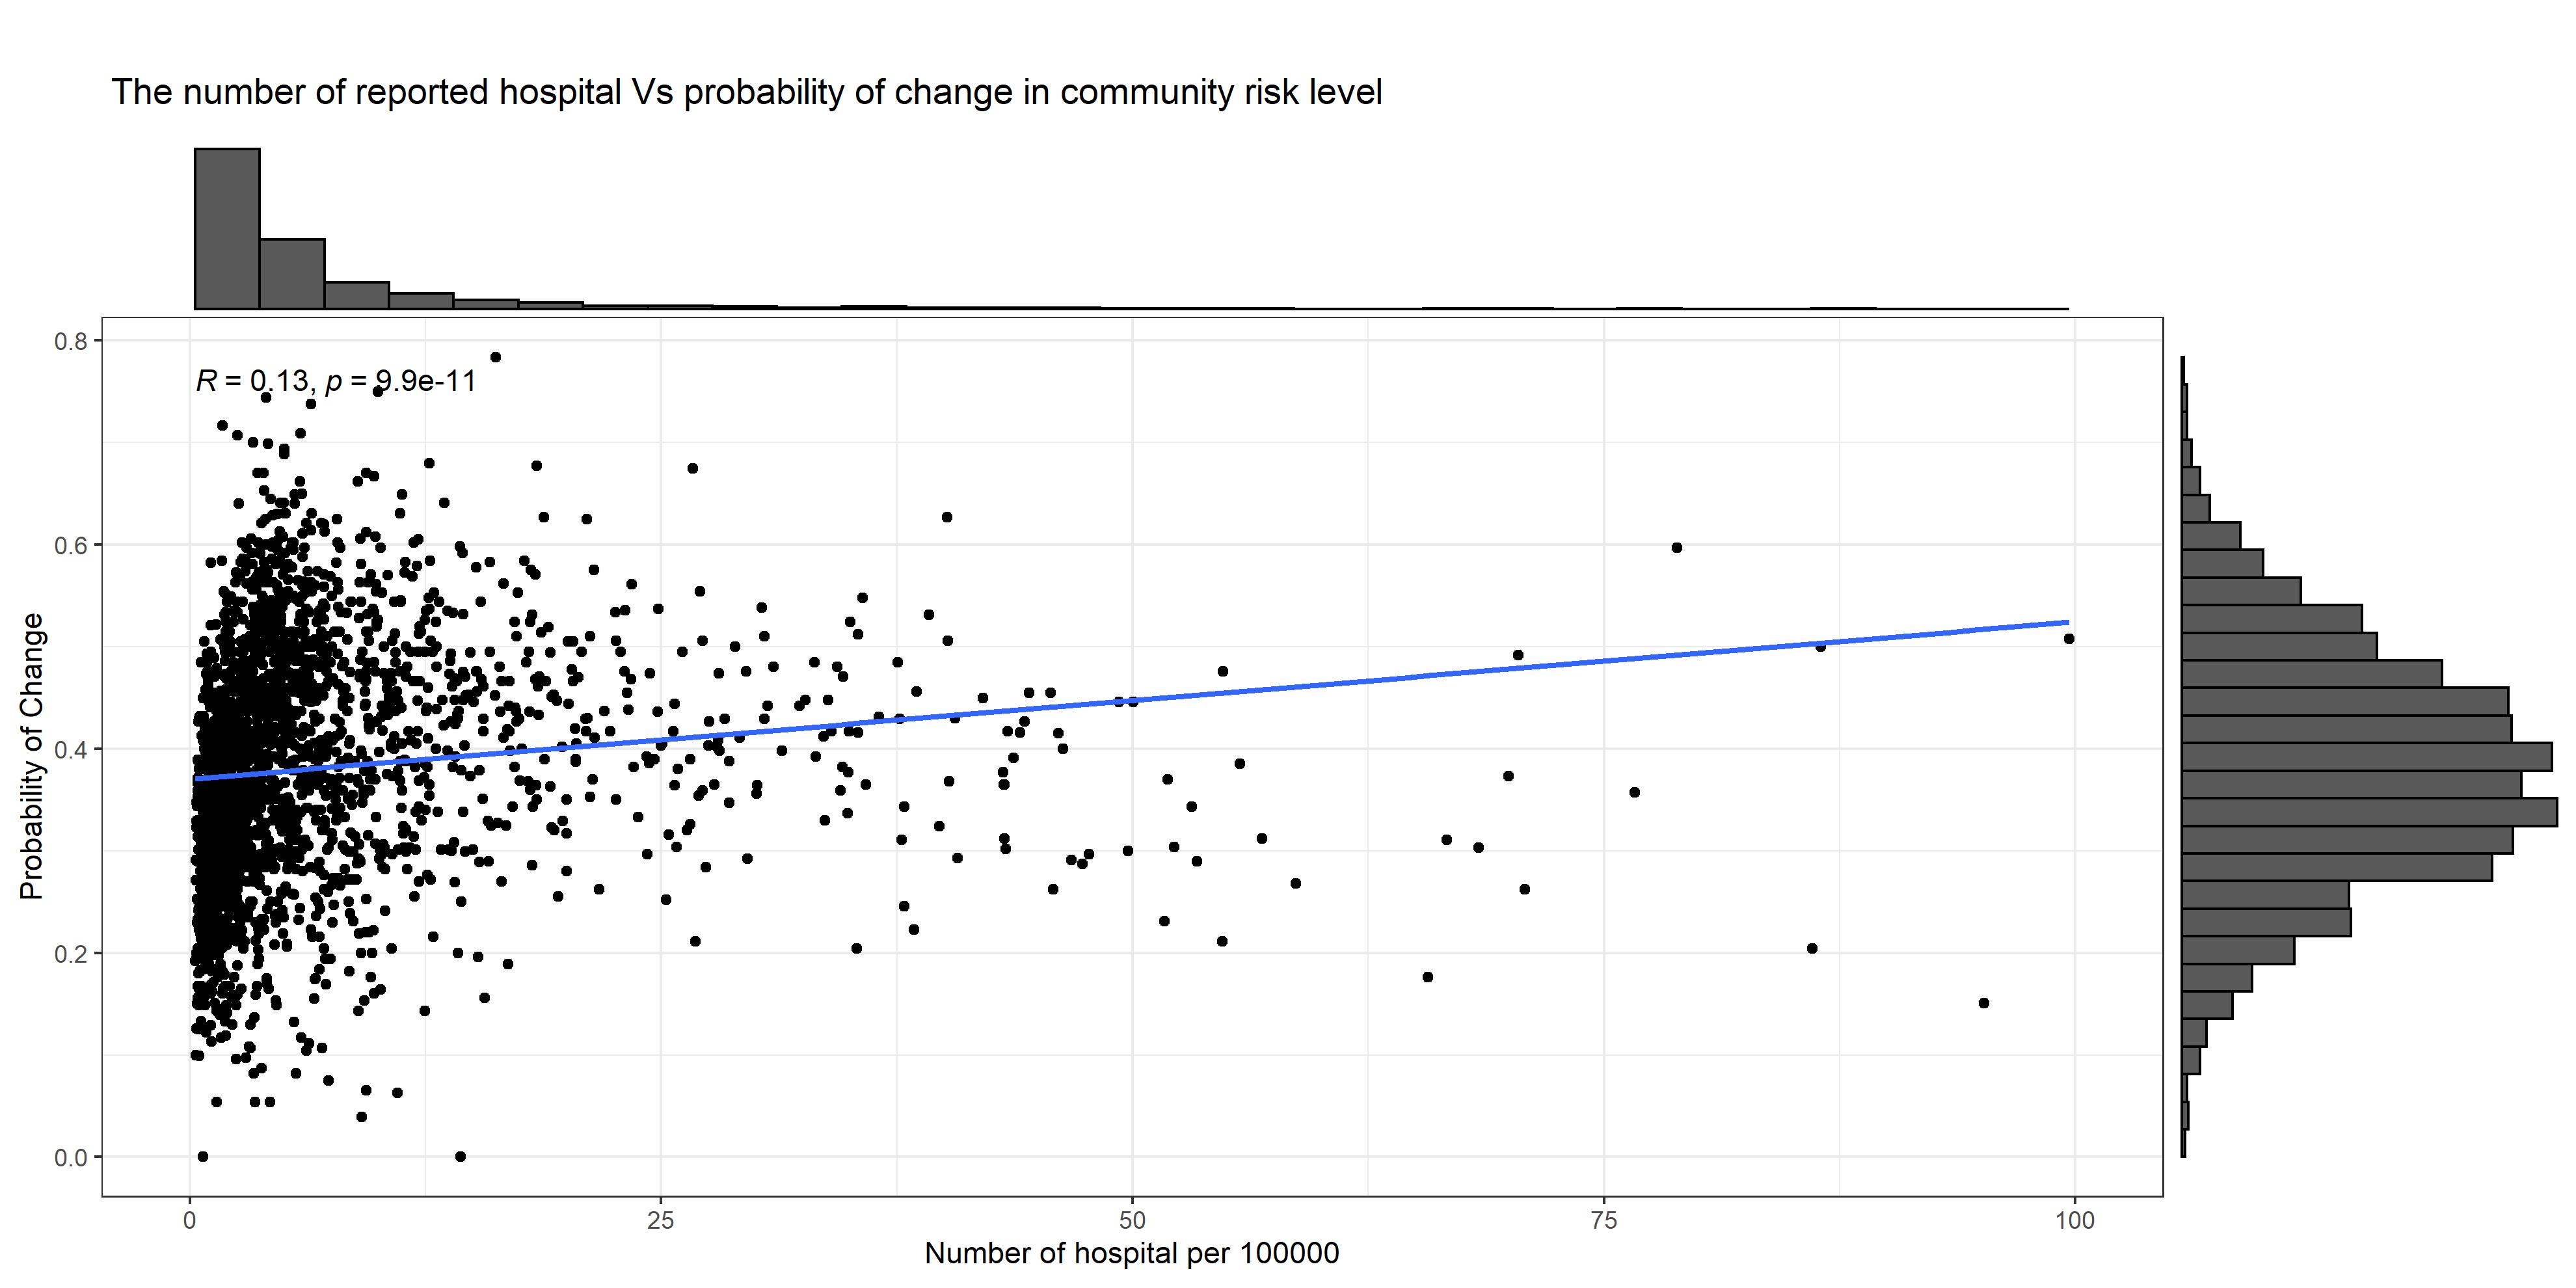 The number of reported hospital Vs probability of change in community risk level
R = 0.13, p = 9.9e-11
Probability of Change
0.8
0.6
0.4
0.2
0.0
0 25 50 75 100
Number of hospital per 100000